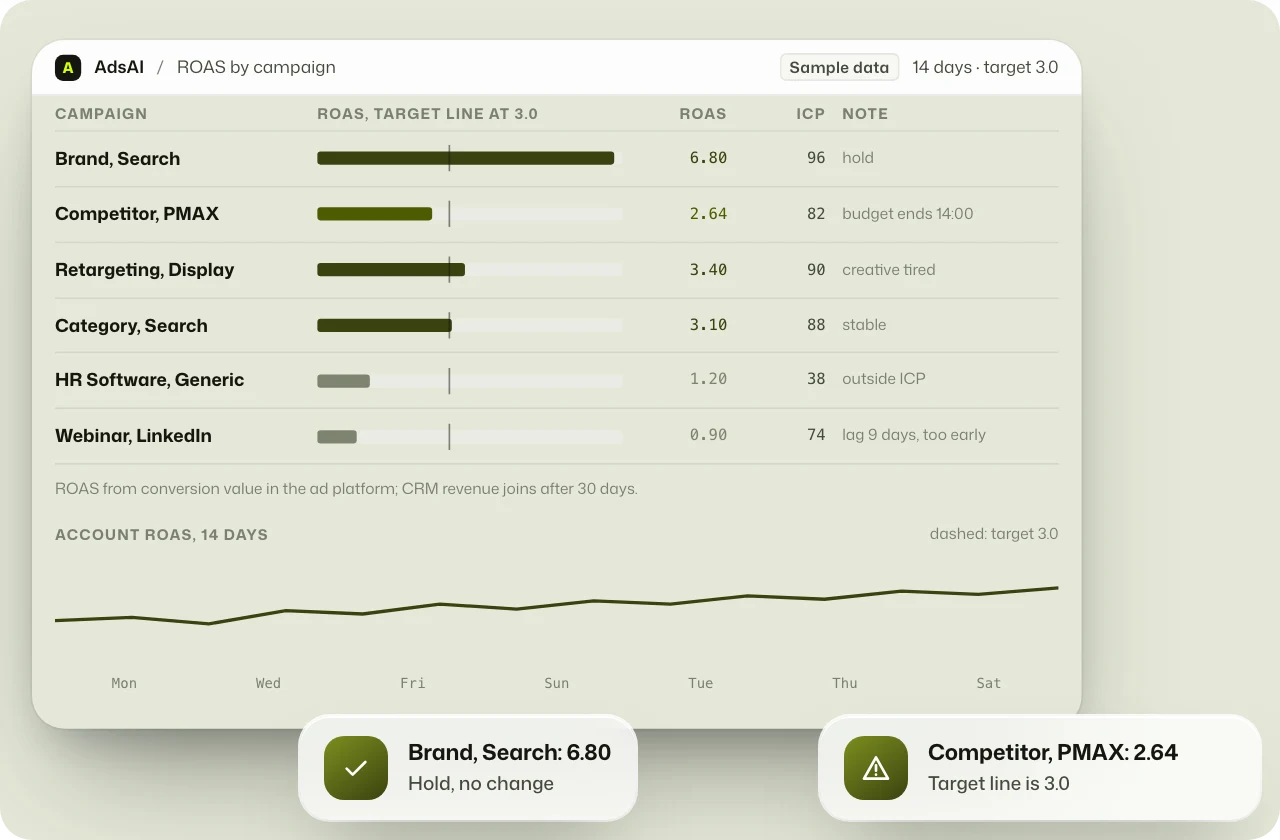 A AdsAI / ROAS by campaign Sample data 14 days · target 3.0
CAMPAIGN ROAS, TARGET LINE AT 3.0 ROAS ICP NOTE
Brand, Search 6.80 96 hold
Competitor, PMAX 2.64 82 budget ends 14:00
Retargeting, Display 3.40 90 creative tired
Category, Search 3.10 88 stable
HR Software, Generic 1.20 38 outside ICP
Webinar, LinkedIn 0.90 74 lag 9 days, too early
ROAS from conversion value in the ad platform; CRM revenue joins after 30 days.
ACCOUNT ROAS, 14 DAYS dashed: target 3.0
Mon Wed Fri Sun Tue Thu Sat
Brand, Search: 6.80
Hold, no change
Competitor, PMAX: 2.64
Target line is 3.0